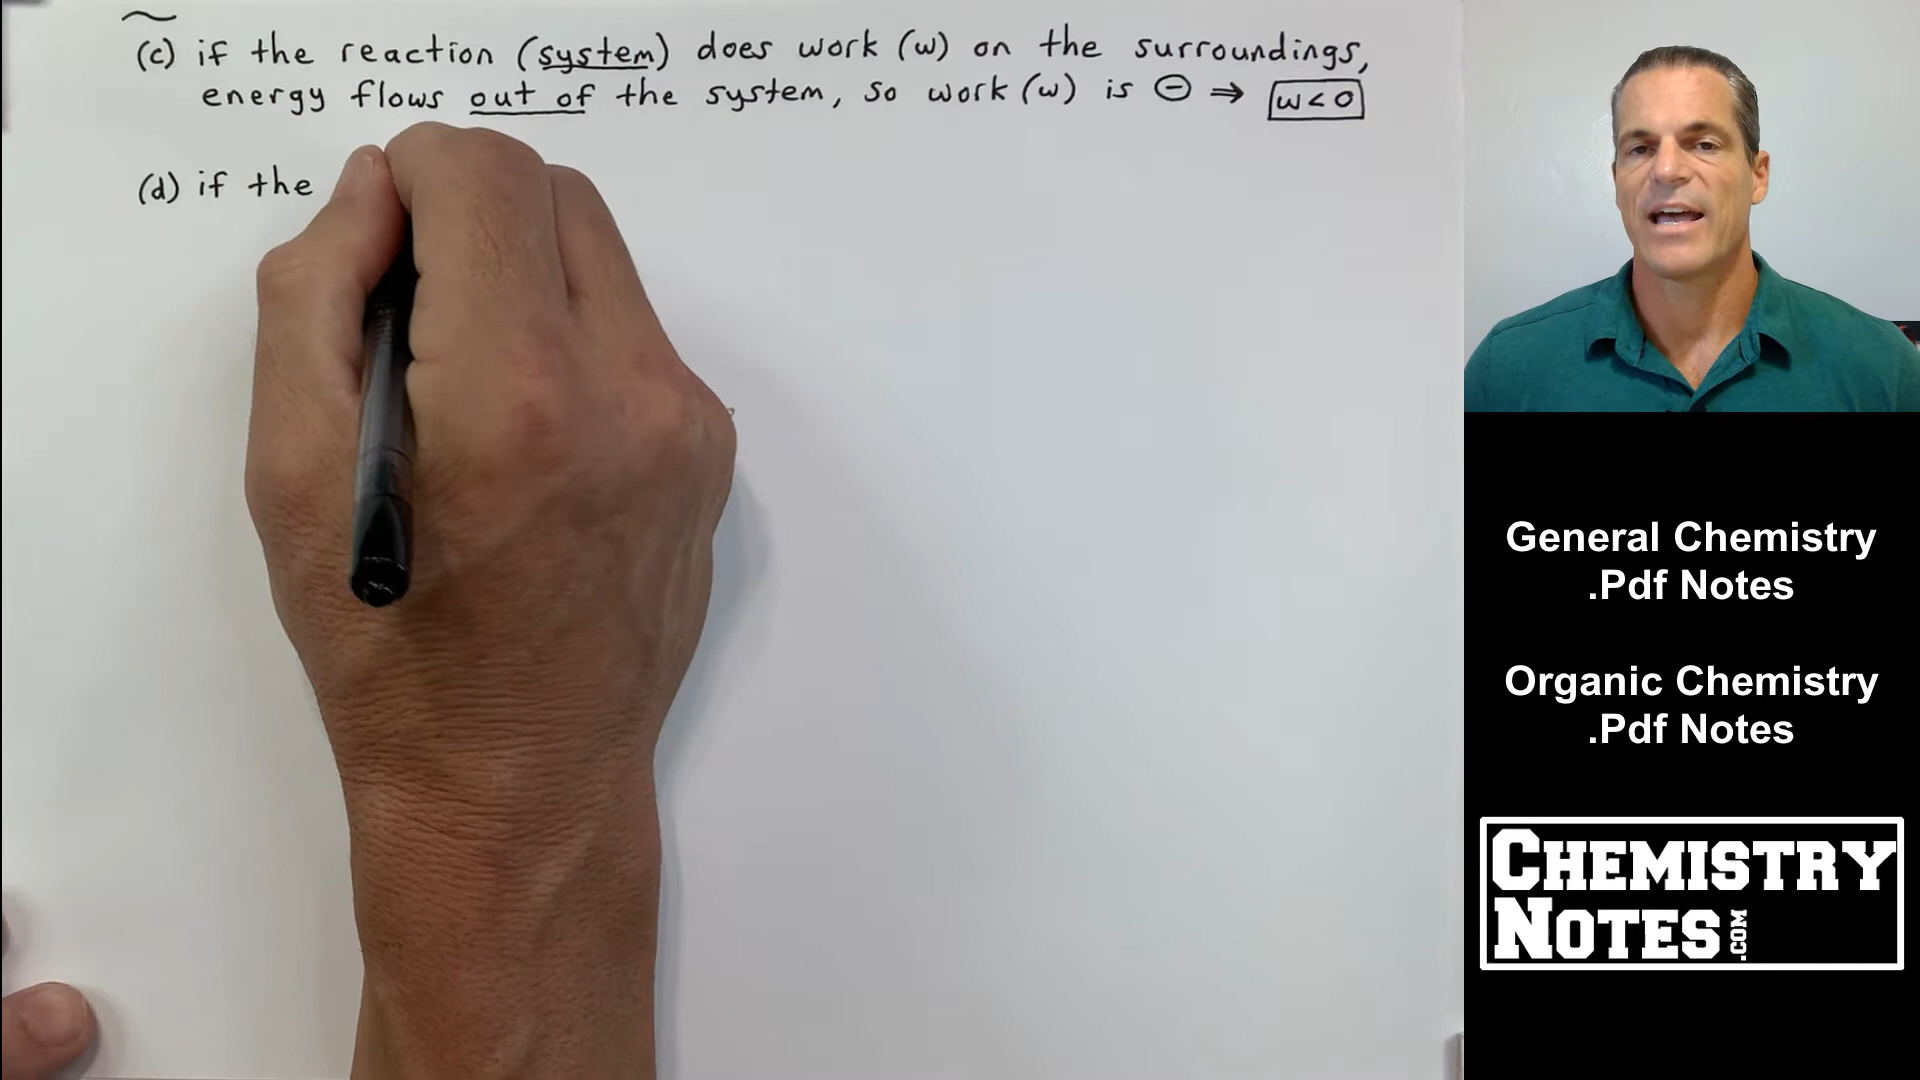 (c) if the reaction (system) does work (w) on the surroundings,
energy flows out of the system, so work (w) is ⊖ ⇒ w<0
(d) if the
General Chemistry
.Pdf Notes
Organic Chemistry
.Pdf Notes
CHEMISTRY
NOTES.COM